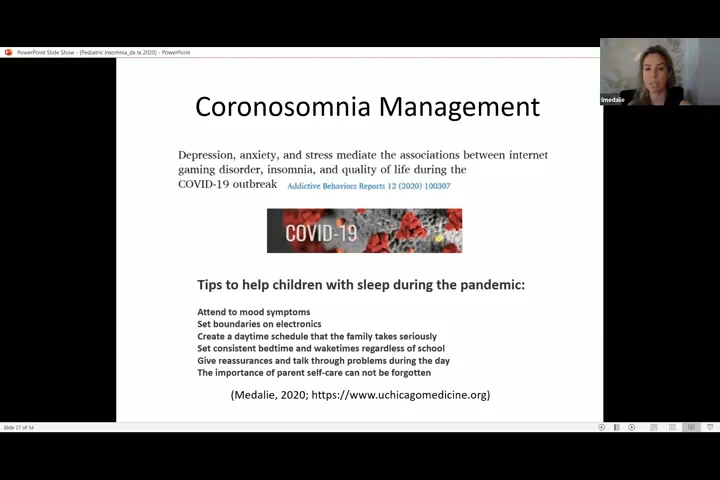 PowerPoint Slide Show - [Pediatric Insomnia_dx tx 2020] - PowerPoint
lmedalie
Coronosomnia Management
Depression, anxiety, and stress mediate the associations between internet
gaming disorder, insomnia, and quality of life during the
COVID-19 outbreak Addictive Behaviors Reports 12 (2020) 100307
COVID-19
Tips to help children with sleep during the pandemic:
Attend to mood symptoms
Set boundaries on electronics
Create a daytime schedule that the family takes seriously
Set consistent bedtime and waketimes regardless of school
Give reassurances and talk through problems during the day
The importance of parent self-care can not be forgotten
(Medalie, 2020; https://www.uchicagomedicine.org)
Slide 27 of 34